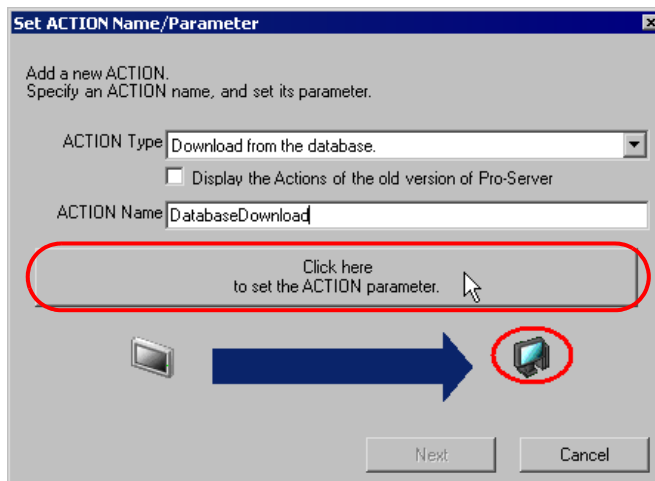 Set ACTION Name/Parameter
Add a new ACTION.
Specify an ACTION name, and set its parameter.
ACTION Type Download from the database.
Display the Actions of the old version of Pro-Server
ACTION Name DatabaseDownload
Click here
to set the ACTION parameter.
Next Cancel